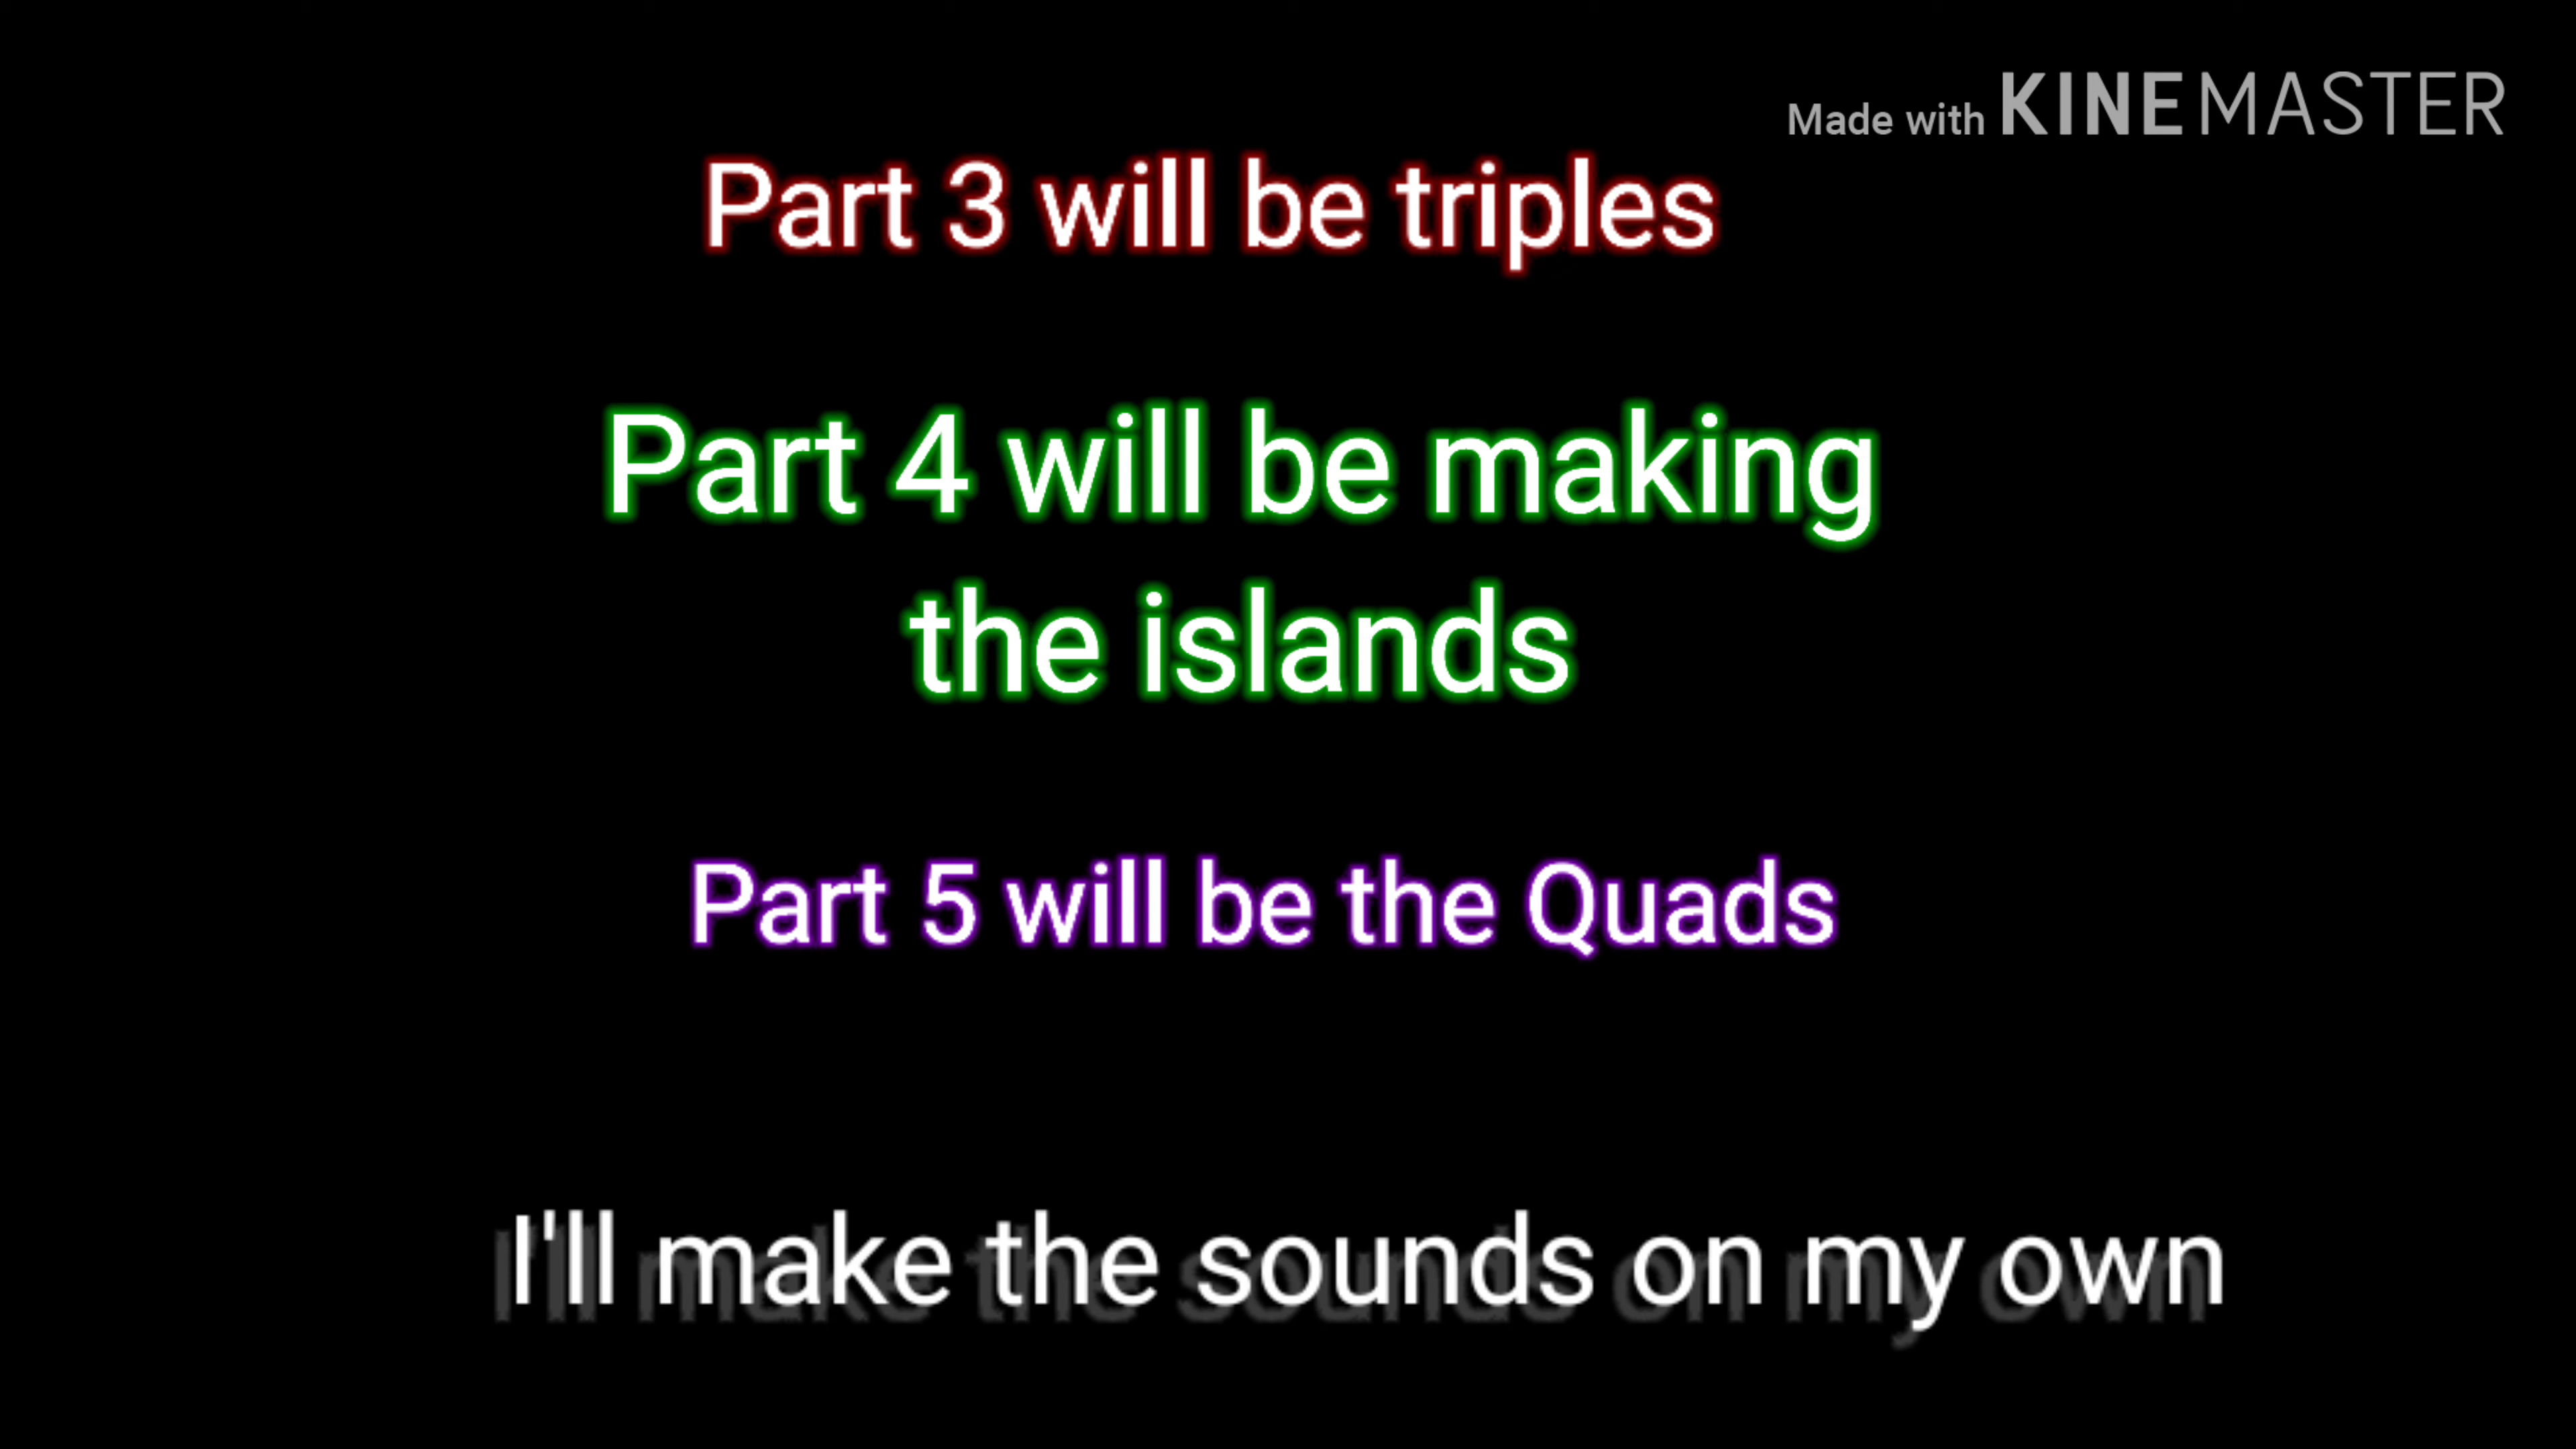 Made with KINEMASTER
Part 3 will be triples
Part 4 will be making
the islands
Part 5 will be the Quads
I'll make the sounds on my own